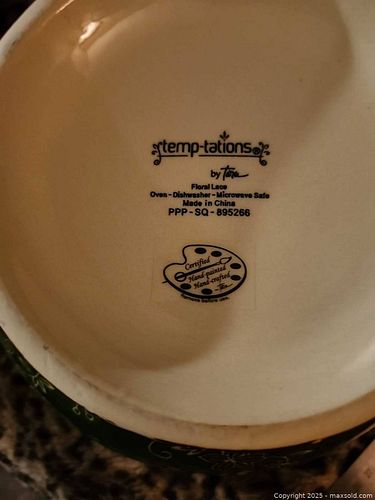 temp-tations®
by Tara
Floral Lace
Oven - Dishwasher - Microwave Safe
Made in China
PPP - SQ - 895266
Certified
Hand-painted
Hand-crafted
Tara
Copyright © 2025 - maxsold.com